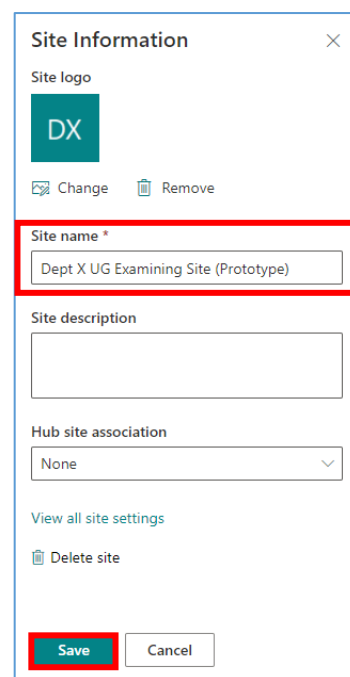 Site Information
Site logo
DX
Change Remove
Site name *
Dept X UG Examining Site (Prototype)
Site description
Hub site association
None
View all site settings
Delete site
Save Cancel